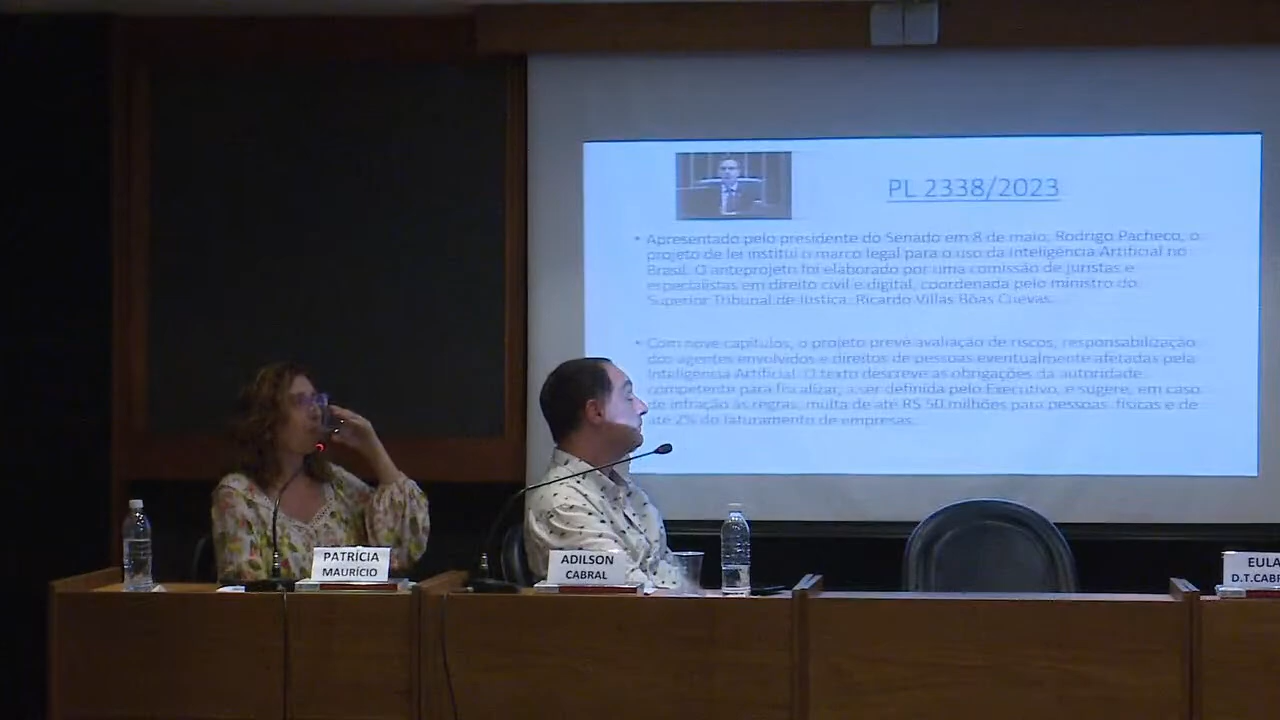 PL 2338/2023
• Apresentado pelo presidente do Senado em 8 de maio, Rodrigo Pacheco, o
projeto de lei institui o marco legal para o uso da Inteligência Artificial no
Brasil. O anteprojeto foi elaborado por uma comissão de juristas e
especialistas em direito civil e digital, coordenada pelo ministro do
Superior Tribunal de Justiça, Ricardo Villas Bôas Cuevas.
• Com nove capítulos, o projeto prevê avaliação de riscos, responsabilização
dos agentes envolvidos e direitos de pessoas eventualmente afetadas pela
Inteligência Artificial. O texto descreve as obrigações da autoridade
competente para fiscalizar, a ser definida pelo Executivo, e sugere, em caso
de infração às regras, multa de até R$ 50 milhões para pessoas físicas e de
até 2% do faturamento de empresas.
PATRÍCIA
MAURÍCIO
ADILSON
CABRAL
EULA
D.T.CABR